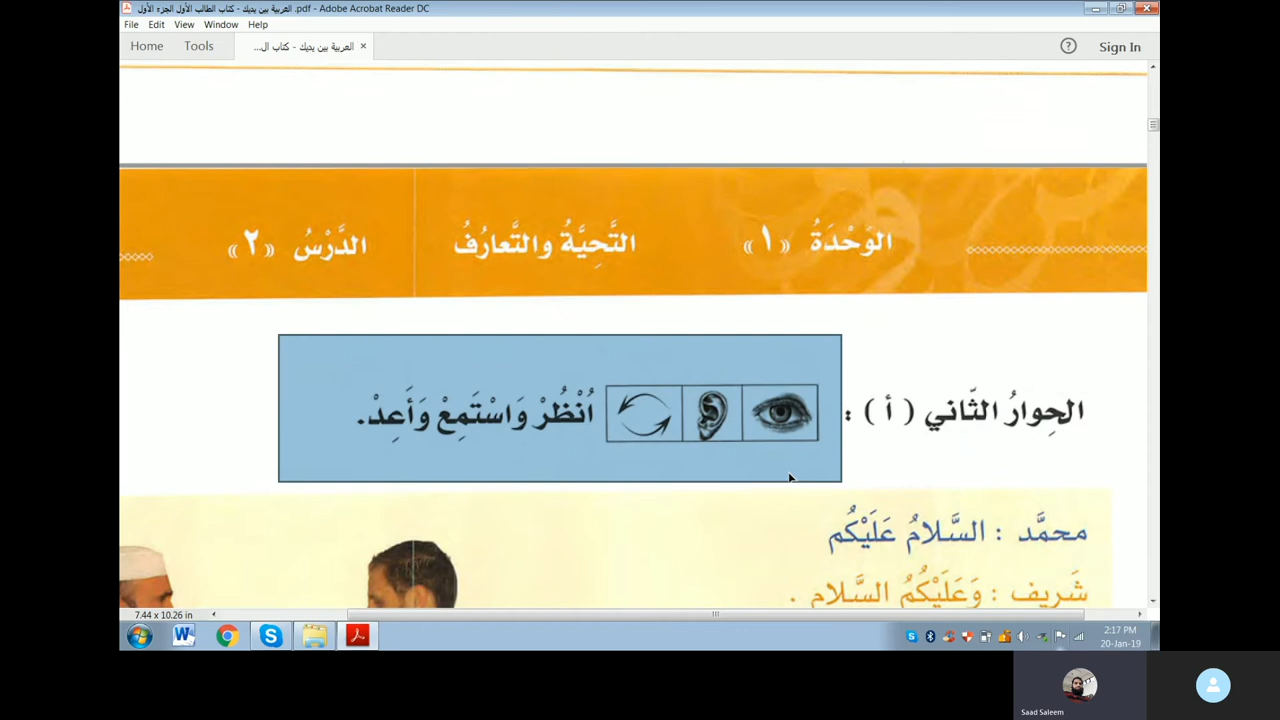 العربية بين يديك - كتاب الطالب الأول الجزء الأول .pdf - Adobe Acrobat Reader DC
File Edit View Window Help
Home Tools العربية بين يديك - كتاب ال... × ? Sign In
الوَحْدَةُ «١» التَّحِيَّةُ والتَّعارُفُ الدَّرْسُ «٢»
الحِوارُ الثّاني ( أ ) : اُنْظُرْ وَاسْتَمِعْ وَأَعِدْ.
محمَّد : السَّلامُ عَلَيْكُم
شَريف : وَعَلَيْكُمُ السَّلام .
7.44 x 10.26 in
2:17 PM
20-Jan-19
Saad Saleem